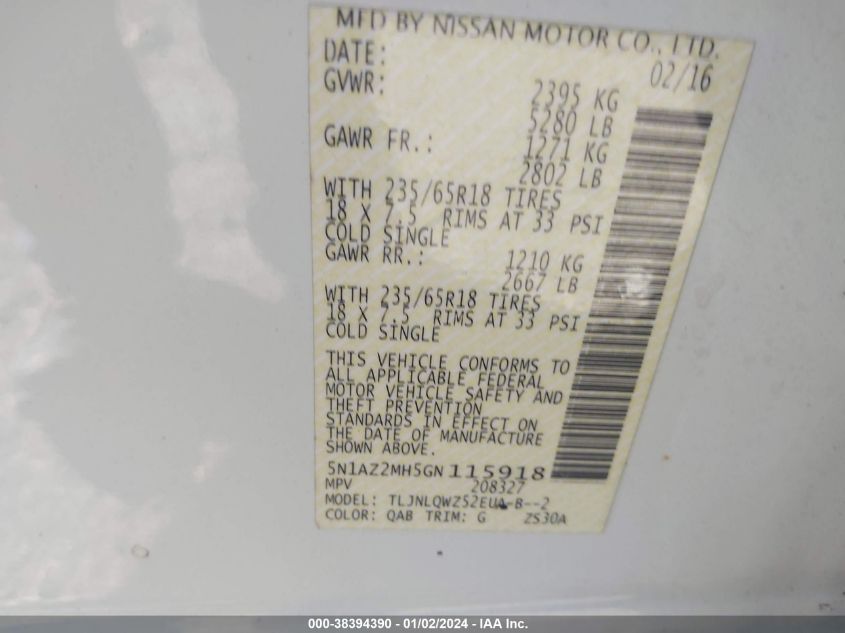 MFD BY NISSAN MOTOR CO., LTD.
DATE: 02/16
GVWR: 2395 KG
5280 LB
GAWR FR.: 1271 KG
2802 LB
WITH 235/65R18 TIRES
18 X 7.5 RIMS AT 33 PSI
COLD SINGLE
GAWR RR.: 1210 KG
2667 LB
WITH 235/65R18 TIRES
18 X 7.5 RIMS AT 33 PSI
COLD SINGLE
THIS VEHICLE CONFORMS TO
ALL APPLICABLE FEDERAL
MOTOR VEHICLE SAFETY AND
THEFT PREVENTION
STANDARDS IN EFFECT ON
THE DATE OF MANUFACTURE
SHOWN ABOVE.
5N1AZ2MH5GN115918
MPV 208327
MODEL: TLJNLQWZ52EUA-B--2
COLOR: QAB TRIM: G ZS30A
000-38394390 - 01/02/2024 - IAA Inc.